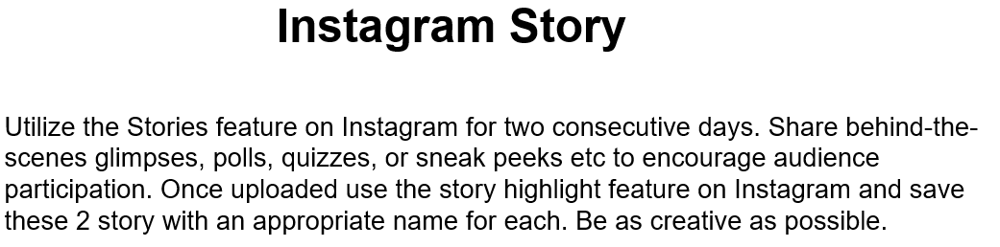 Instagram Story
Utilize the Stories feature on Instagram for two consecutive days. Share behind-the-
scenes glimpses, polls, quizzes, or sneak peeks etc to encourage audience
participation. Once uploaded use the story highlight feature on Instagram and save
these 2 story with an appropriate name for each. Be as creative as possible.